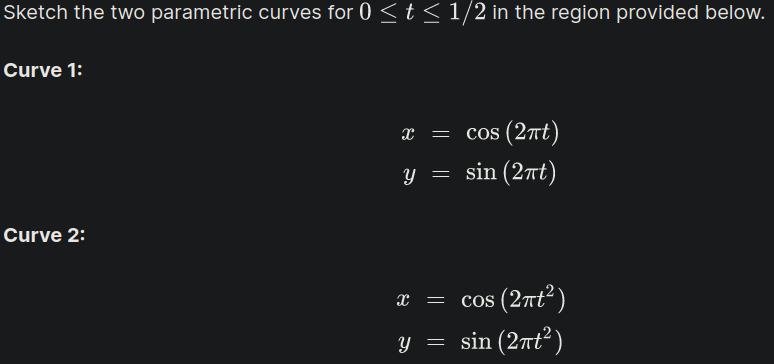 Sketch the two parametric curves for 0 ≤ t ≤ 1/2 in the region provided below.
Curve 1:
x = cos (2πt)
y = sin (2πt)
Curve 2:
x = cos (2πt²)
y = sin (2πt²)